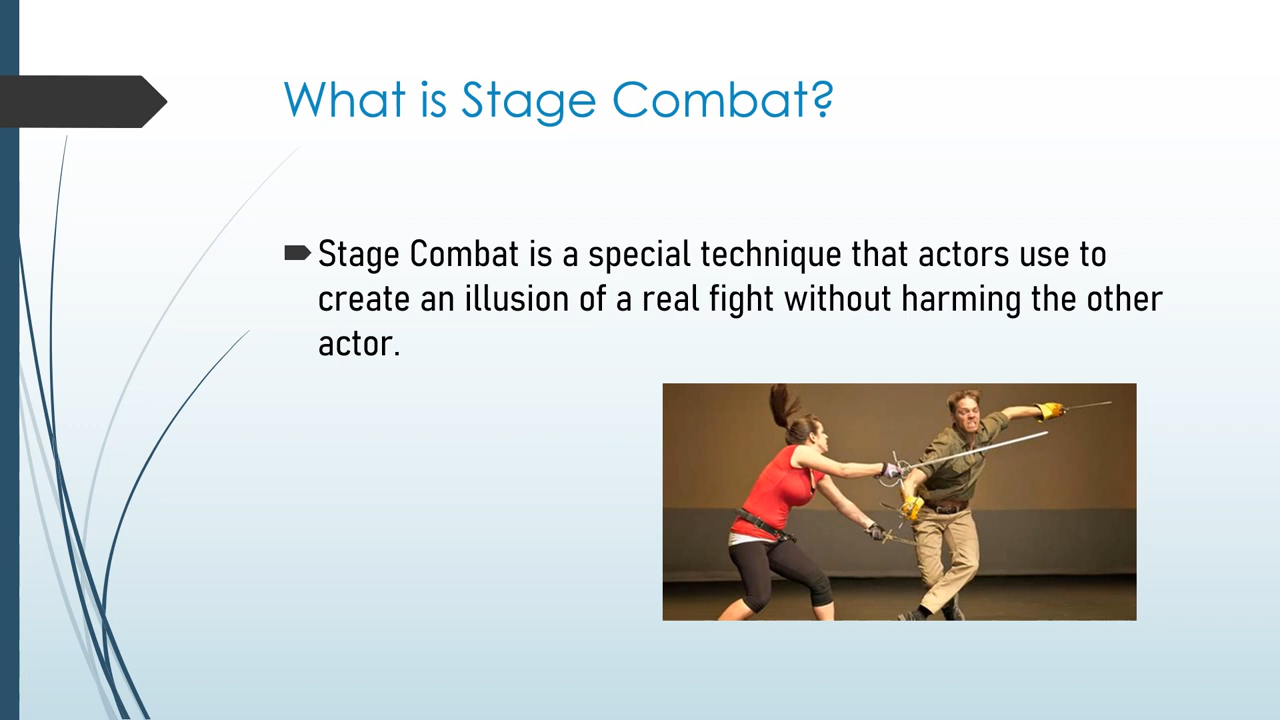 What is Stage Combat?
Stage Combat is a special technique that actors use to
create an illusion of a real fight without harming the other
actor.